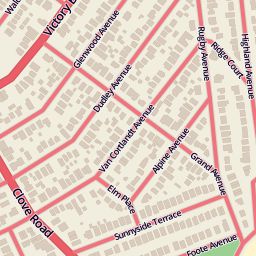 Victory B
Glenwood Avenue
Dudley Avenue
Rugby Avenue
Ridge Court
Highland Avenue
Van Cortlandt Avenue
Alpine Avenue
Grand Avenue
Elm Place
Clove Road
Sunnyside Terrace
Foote Avenue